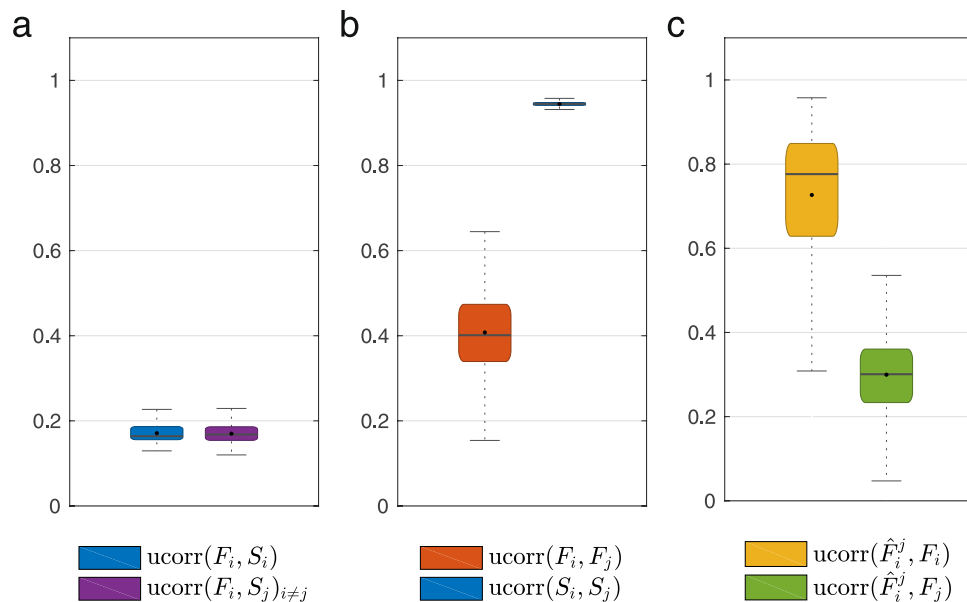 a
1
0.8
0.6
0.4
0.2
0
ucorr(F_i, S_i)
ucorr(F_i, S_j)_{i≠j}
b
1
0.8
0.6
0.4
0.2
0
ucorr(F_i, F_j)
ucorr(S_i, S_j)
c
1
0.8
0.6
0.4
0.2
0
ucorr(F̂_i^j, F_i)
ucorr(F̂_i^j, F_j)